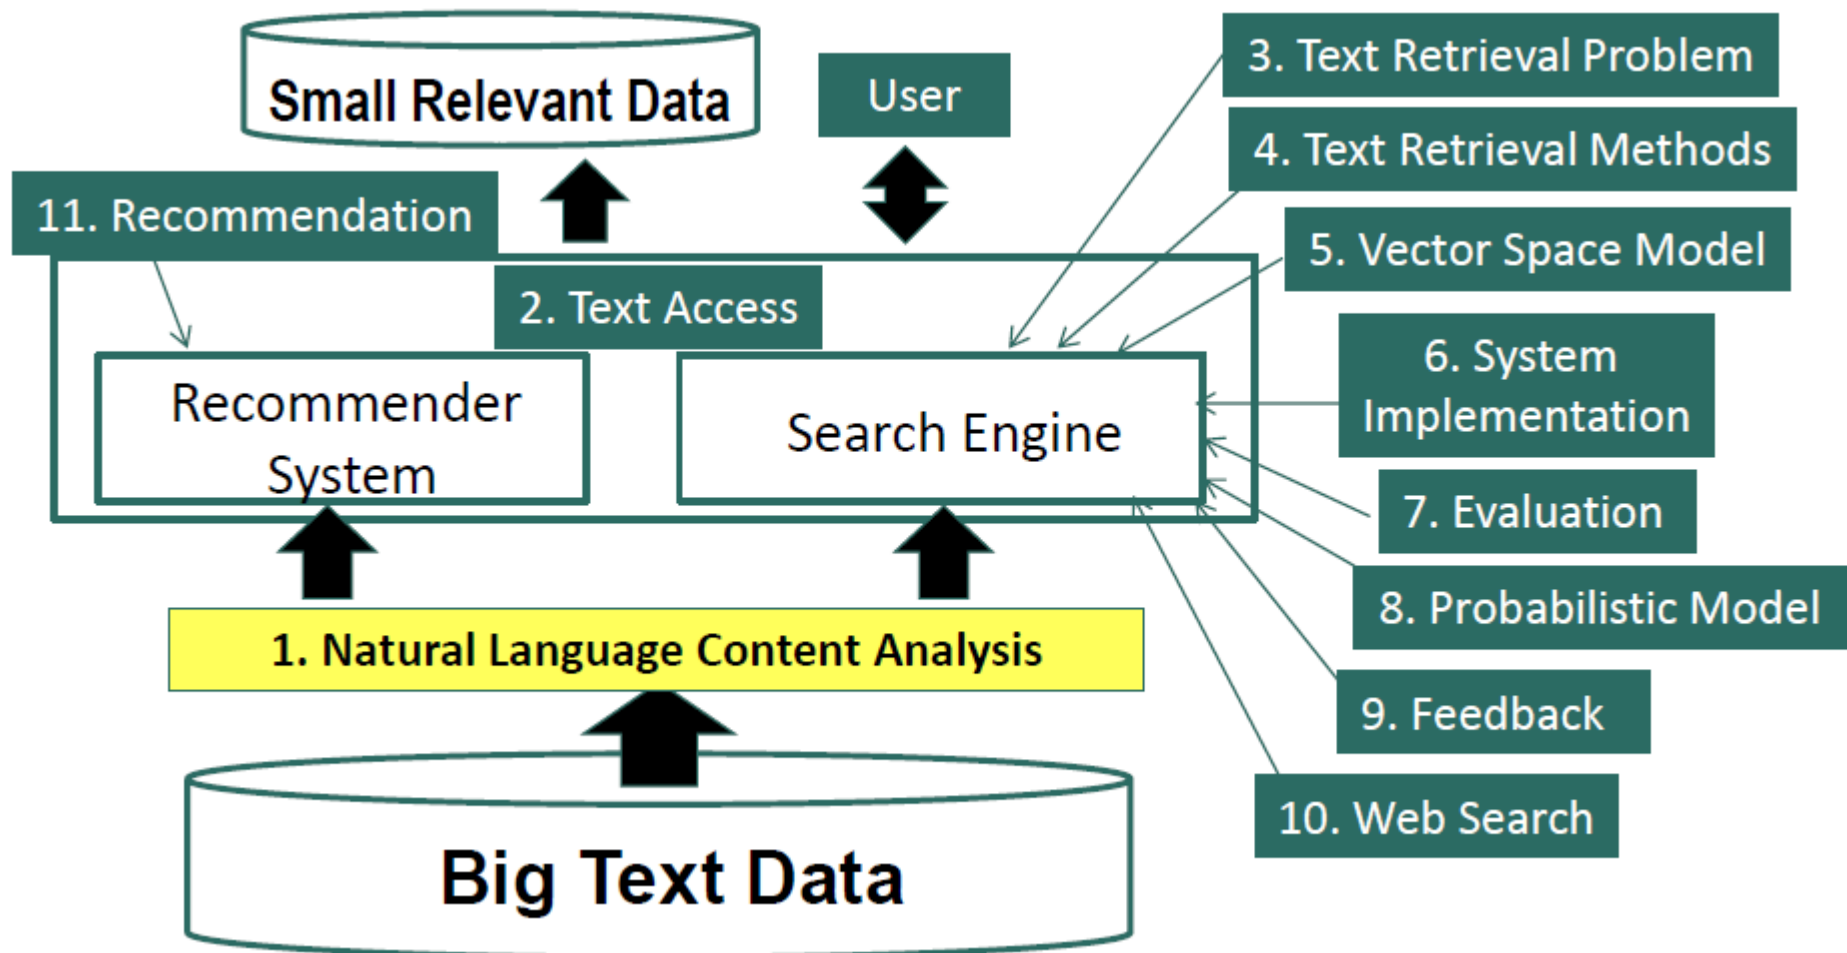 Small Relevant Data
User
3. Text Retrieval Problem
4. Text Retrieval Methods
11. Recommendation
5. Vector Space Model
2. Text Access
6. System
Implementation
Recommender
System
Search Engine
7. Evaluation
8. Probabilistic Model
1. Natural Language Content Analysis
9. Feedback
10. Web Search
Big Text Data